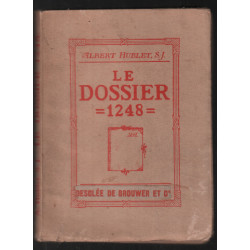 ALBERT HUBLET, S.J.
LE
DOSSIER
=1248=
DESCLÉE DE BROUWER ET Cie